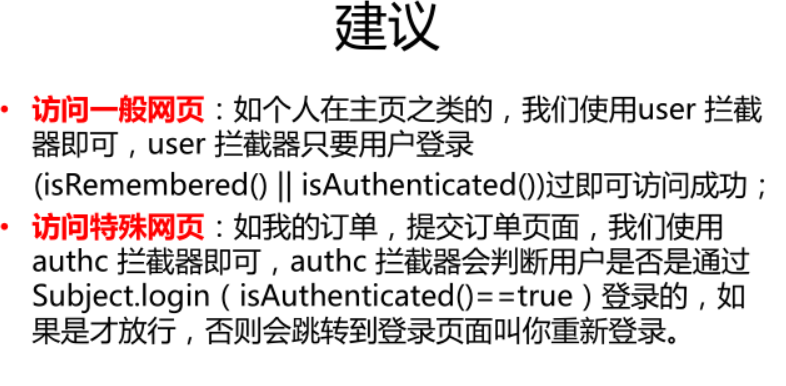 建议
• 访问一般网页：如个人在主页之类的，我们使用user 拦截
器即可，user 拦截器只要用户登录
(isRemembered() || isAuthenticated())过即可访问成功；
• 访问特殊网页：如我的订单，提交订单页面，我们使用
authc 拦截器即可，authc 拦截器会判断用户是否是通过
Subject.login（isAuthenticated()==true）登录的，如
果是才放行，否则会跳转到登录页面叫你重新登录。